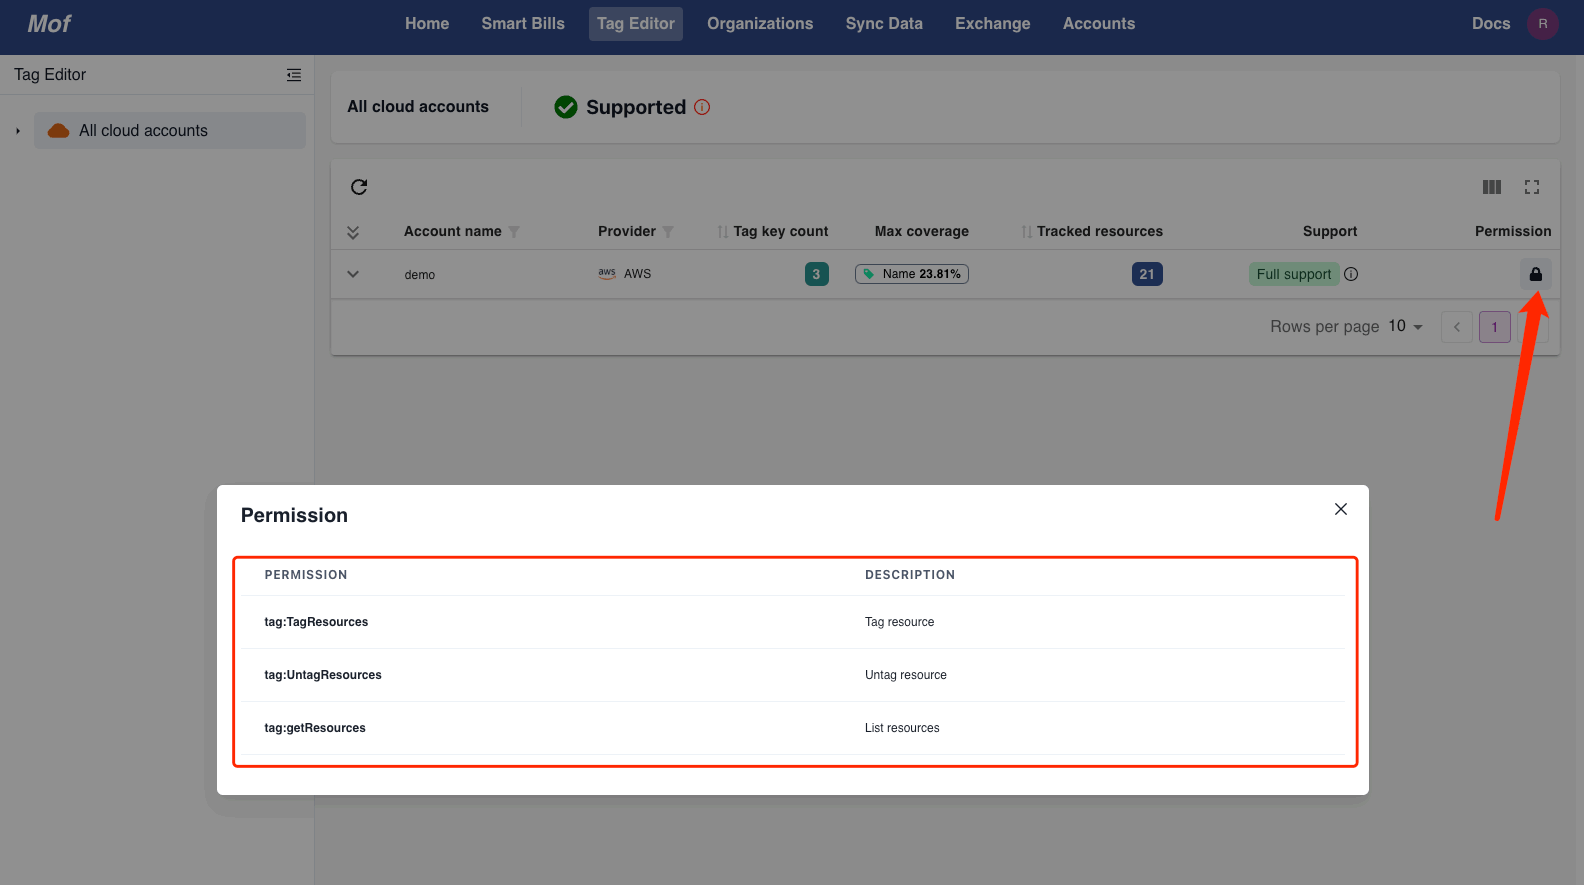 Mof
Home Smart Bills Tag Editor Organizations Sync Data Exchange Accounts Docs R
Tag Editor
All cloud accounts
All cloud accounts Supported
Account name Provider Tag key count Max coverage Tracked resources Support Permission
demo aws AWS 3 Name 23.81% 21 Full support
Rows per page 10 1
Permission
PERMISSION DESCRIPTION
tag:TagResources Tag resource
tag:UntagResources Untag resource
tag:getResources List resources